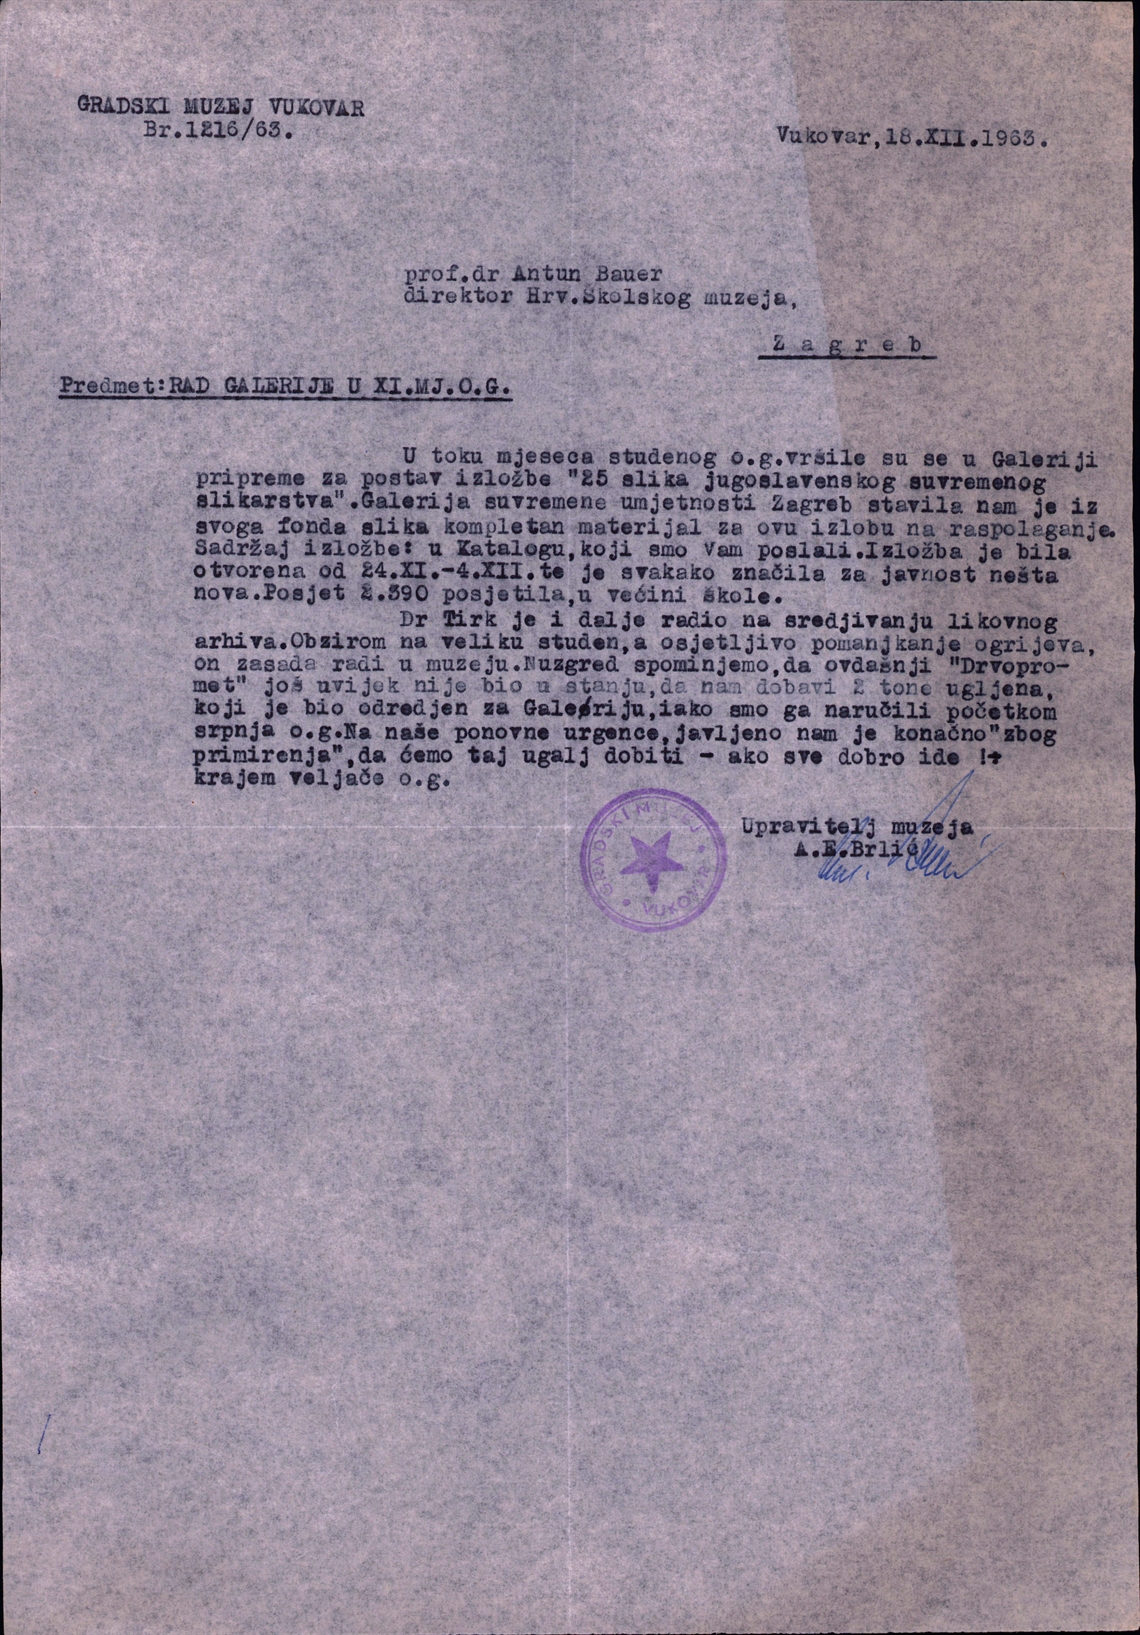 GRADSKI MUZEJ VUKOVAR
Br.1216/63.
Vukovar,18.XII.1963.
prof.dr Antun Bauer
direktor Hrv.Školskog muzeja,
Zagreb
Predmet:RAD GALERIJE U XI.MJ.O.G.
U toku mjeseca studenog o.g.vršile su se u Galeriji
pripreme za postav izložbe "25 slika jugoslavenskog suvremenog
slikarstva".Galerija suvremene umjetnosti Zagreb stavila nam je iz
svoga fonda slika kompletan materijal za ovu izlobu na raspolaganje.
Sadržaj izložbe: u Katalogu,koji smo Vam poslali.Izložba je bila
otvorena od 24.XI.-4.XII.te je svakako značila za javnost nešta
nova.Posjet 2.390 posjetila,u većini škole.
Dr Tirk je i dalje radio na sredjivanju likovnog
arhiva.Obzirom na veliku studen,a osjetljivo pomanjkanje ogrijeva,
on zasada radi u muzeju.Nuzgred spominjemo,da ovdašnji "Drvopro-
met" još uvijek nije bio u stanju,da nam dobavi 2 tone ugljena,
koji je bio odredjen za Galeriju,iako smo ga naručili početkom
srpnja o.g.Na naše ponovne urgence,javljeno nam je konačno"zbog
primirenja",da ćemo taj ugalj dobiti - ako sve dobro ide !+
krajem veljače o.g.
Upravitelj muzeja
A.E.Brlić
GRADSKI MUZEJ
VUKOVAR